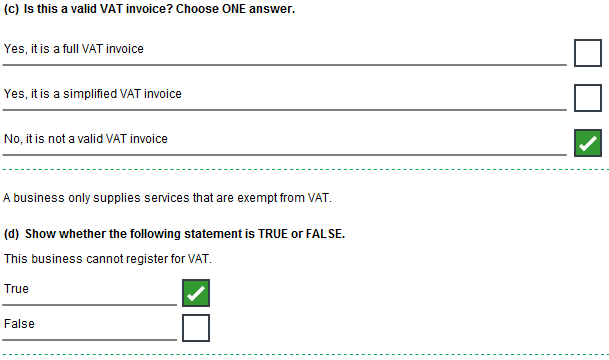 (c) Is this a valid VAT invoice? Choose ONE answer.
Yes, it is a full VAT invoice
Yes, it is a simplified VAT invoice
No, it is not a valid VAT invoice
A business only supplies services that are exempt from VAT.
(d) Show whether the following statement is TRUE or FALSE.
This business cannot register for VAT.
True
False